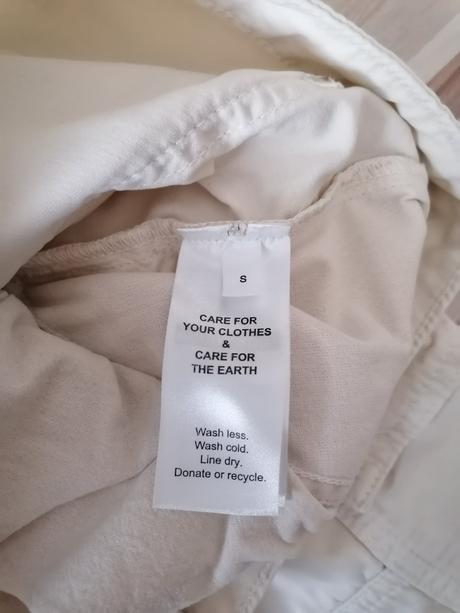 S
CARE FOR
YOUR CLOTHES
&
CARE FOR
THE EARTH
Wash less.
Wash cold.
Line dry.
Donate or recycle.